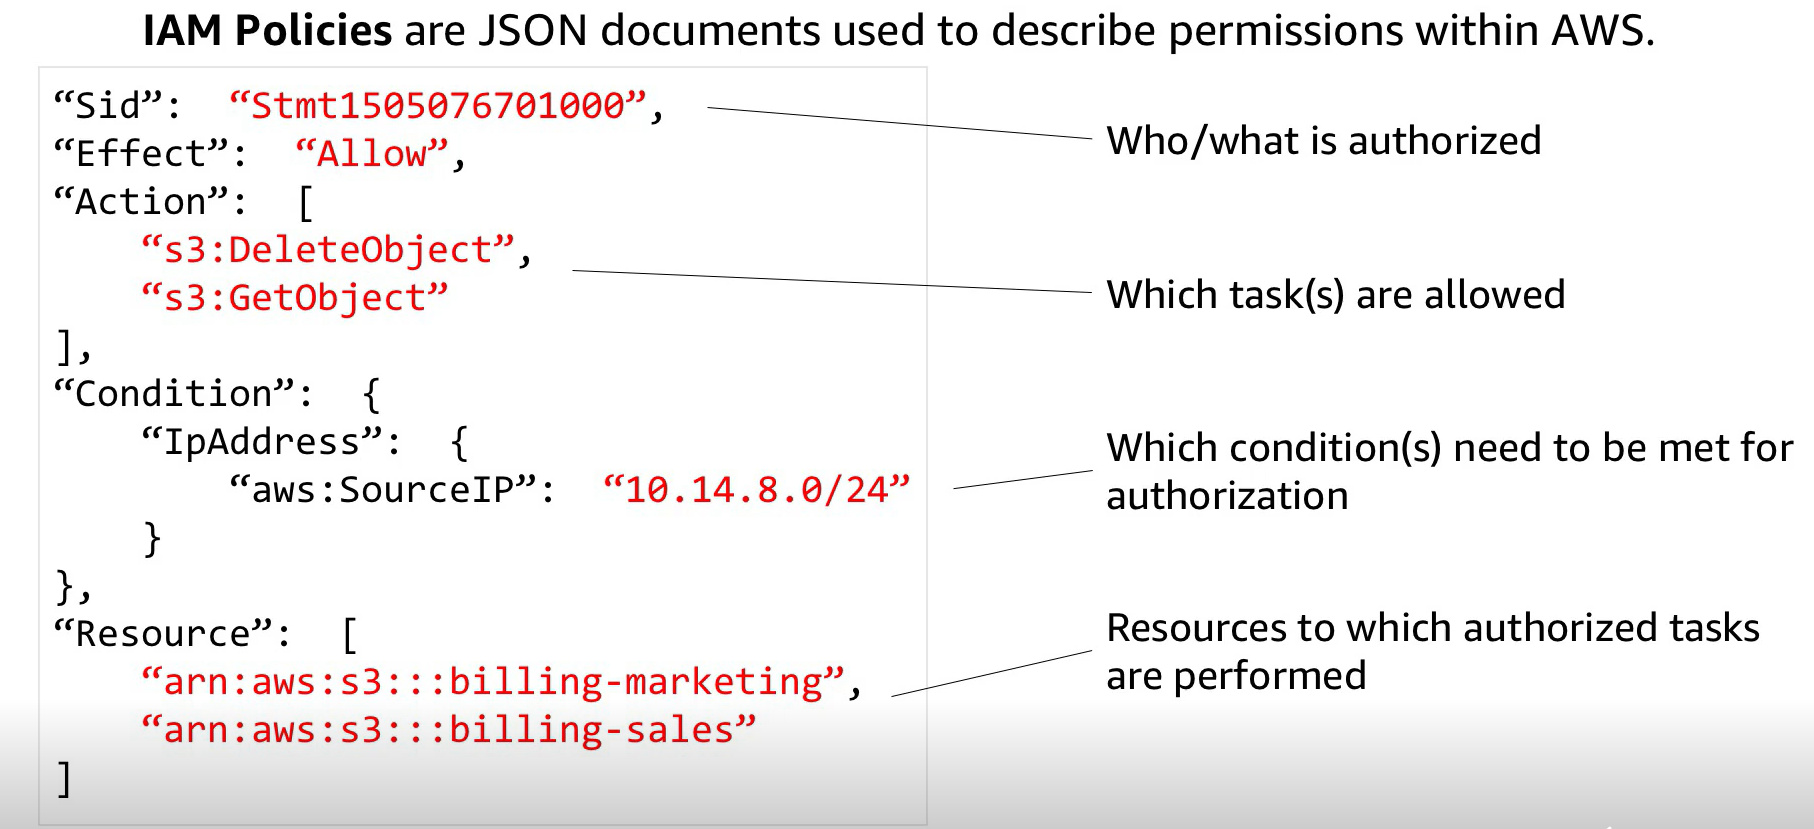 IAM Policies are JSON documents used to describe permissions within AWS.
“Sid”: “Stmt1505076701000”,
“Effect”: “Allow”,
“Action”: [
“s3:DeleteObject”,
“s3:GetObject”
],
“Condition”: {
“IpAddress”: {
“aws:SourceIP”: “10.14.8.0/24”
}
},
“Resource”: [
“arn:aws:s3:::billing-marketing”,
“arn:aws:s3:::billing-sales”
]
Who/what is authorized
Which task(s) are allowed
Which condition(s) need to be met for
authorization
Resources to which authorized tasks
are performed